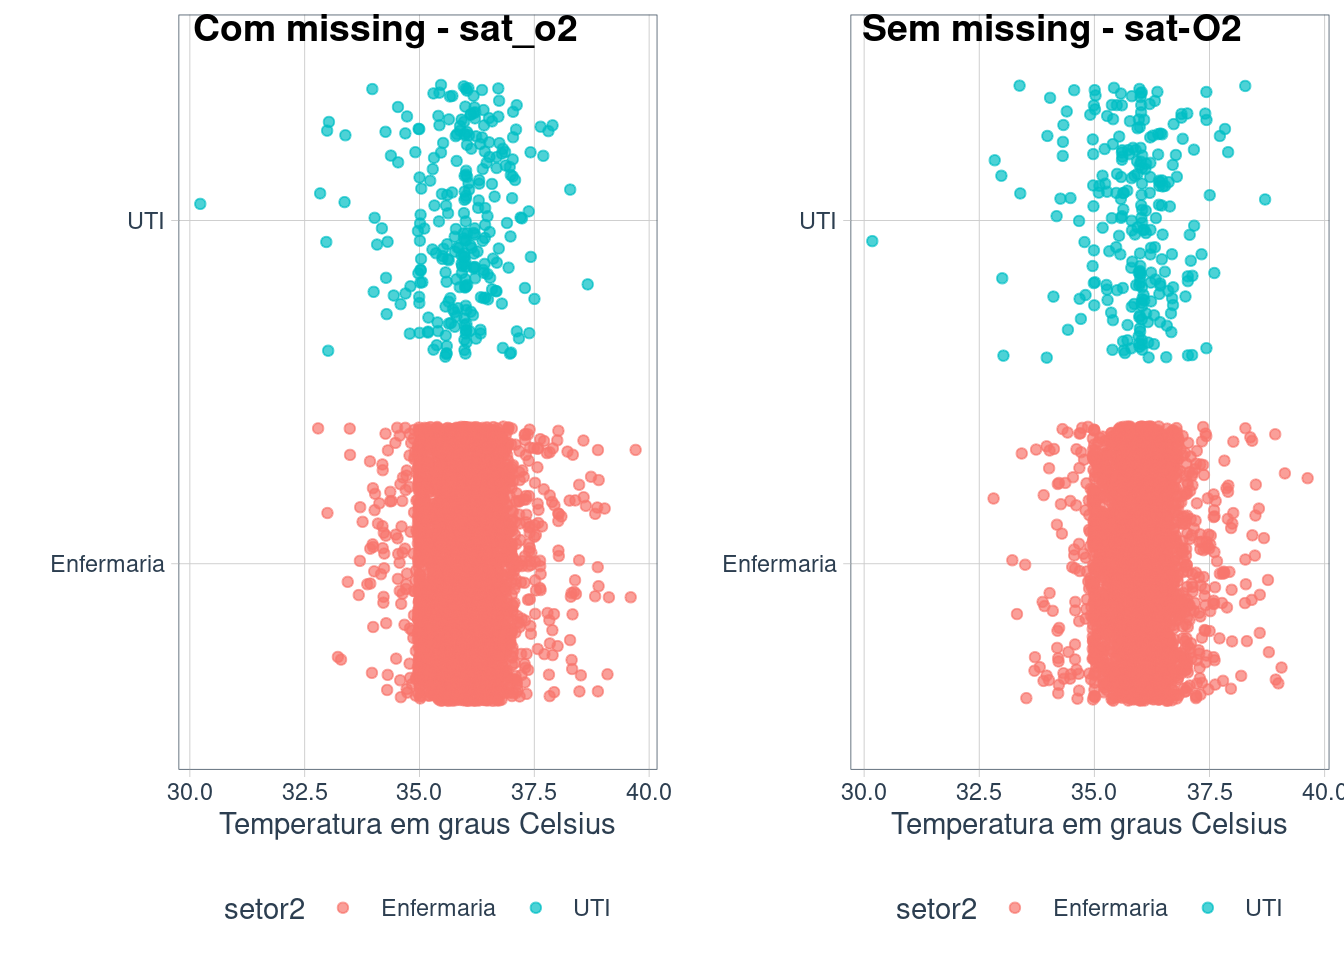 Com missing - sat_o2
UTI
Enfermaria
30.0 32.5 35.0 37.5 40.0
Temperatura em graus Celsius
setor2 Enfermaria UTI
Sem missing - sat-O2
UTI
Enfermaria
30.0 32.5 35.0 37.5 40.0
Temperatura em graus Celsius
setor2 Enfermaria UTI